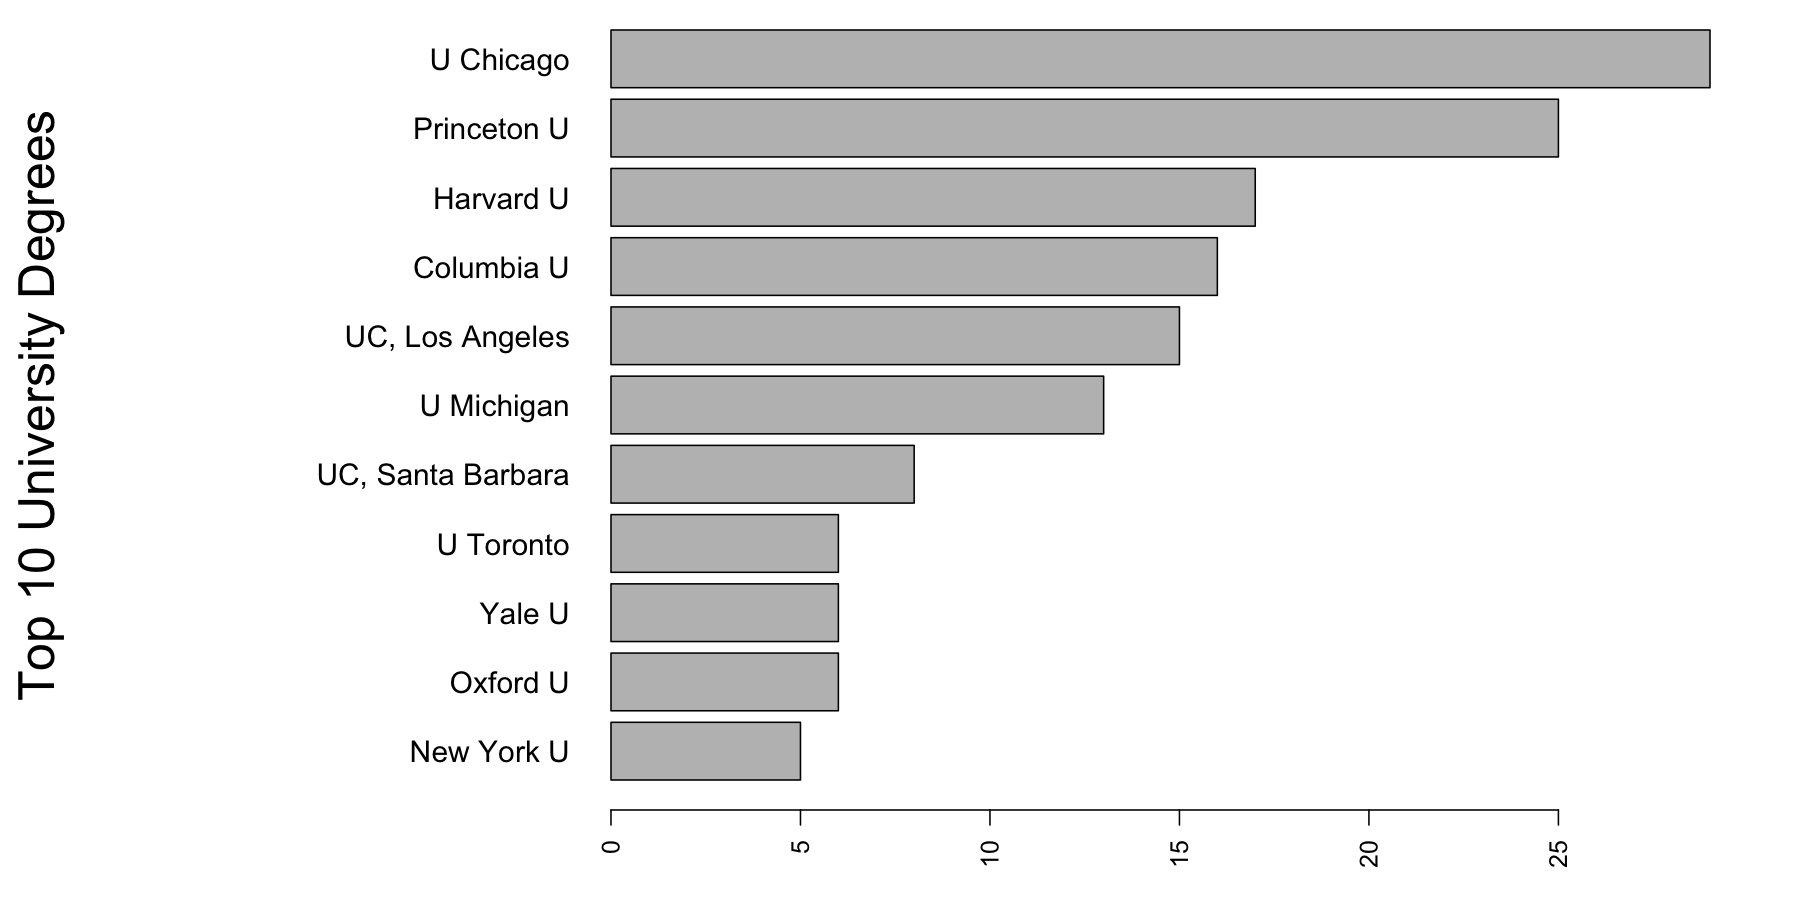 Top 10 University Degrees
U Chicago
Princeton U
Harvard U
Columbia U
UC, Los Angeles
U Michigan
UC, Santa Barbara
U Toronto
Yale U
Oxford U
New York U
0 5 10 15 20 25